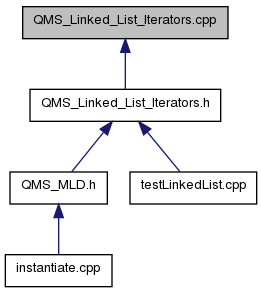 QMS_Linked_List_Iterators.cpp
QMS_Linked_List_Iterators.h
QMS_MLD.h
testLinkedList.cpp
instantiate.cpp